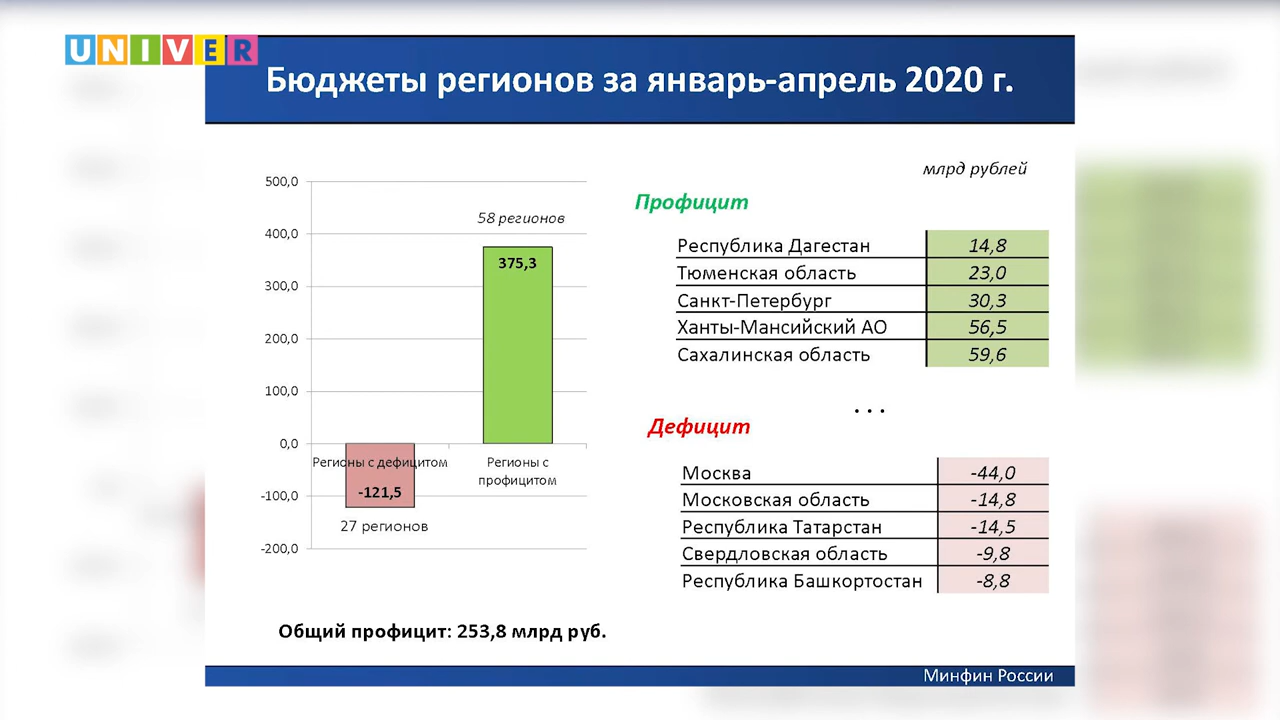 UNIVER
Бюджеты регионов за январь-апрель 2020 г.
500,0
400,0
300,0
200,0
100,0
0,0
-100,0
-200,0
58 регионов
375,3
Регионы с дефицитом
Регионы с
профицитом
-121,5
27 регионов
Общий профицит: 253,8 млрд руб.
млрд рублей
Профицит
Республика Дагестан 14,8
Тюменская область 23,0
Санкт-Петербург 30,3
Ханты-Мансийский АО 56,5
Сахалинская область 59,6
...
Дефицит
Москва -44,0
Московская область -14,8
Республика Татарстан -14,5
Свердловская область -9,8
Республика Башкортостан -8,8
Минфин России